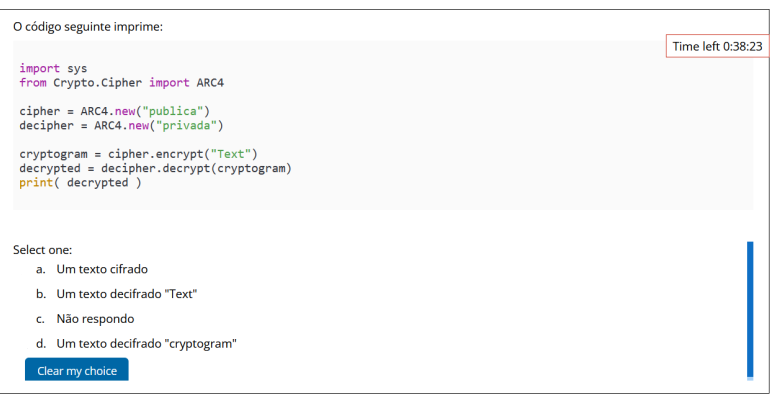 O código seguinte imprime:
Time left 0:38:23
import sys
from Crypto.Cipher import ARC4
cipher = ARC4.new("publica")
decipher = ARC4.new("privada")
cryptogram = cipher.encrypt("Text")
decrypted = decipher.decrypt(cryptogram)
print( decrypted )
Select one:
a. Um texto cifrado
b. Um texto decifrado "Text"
c. Não respondo
d. Um texto decifrado "cryptogram"
Clear my choice